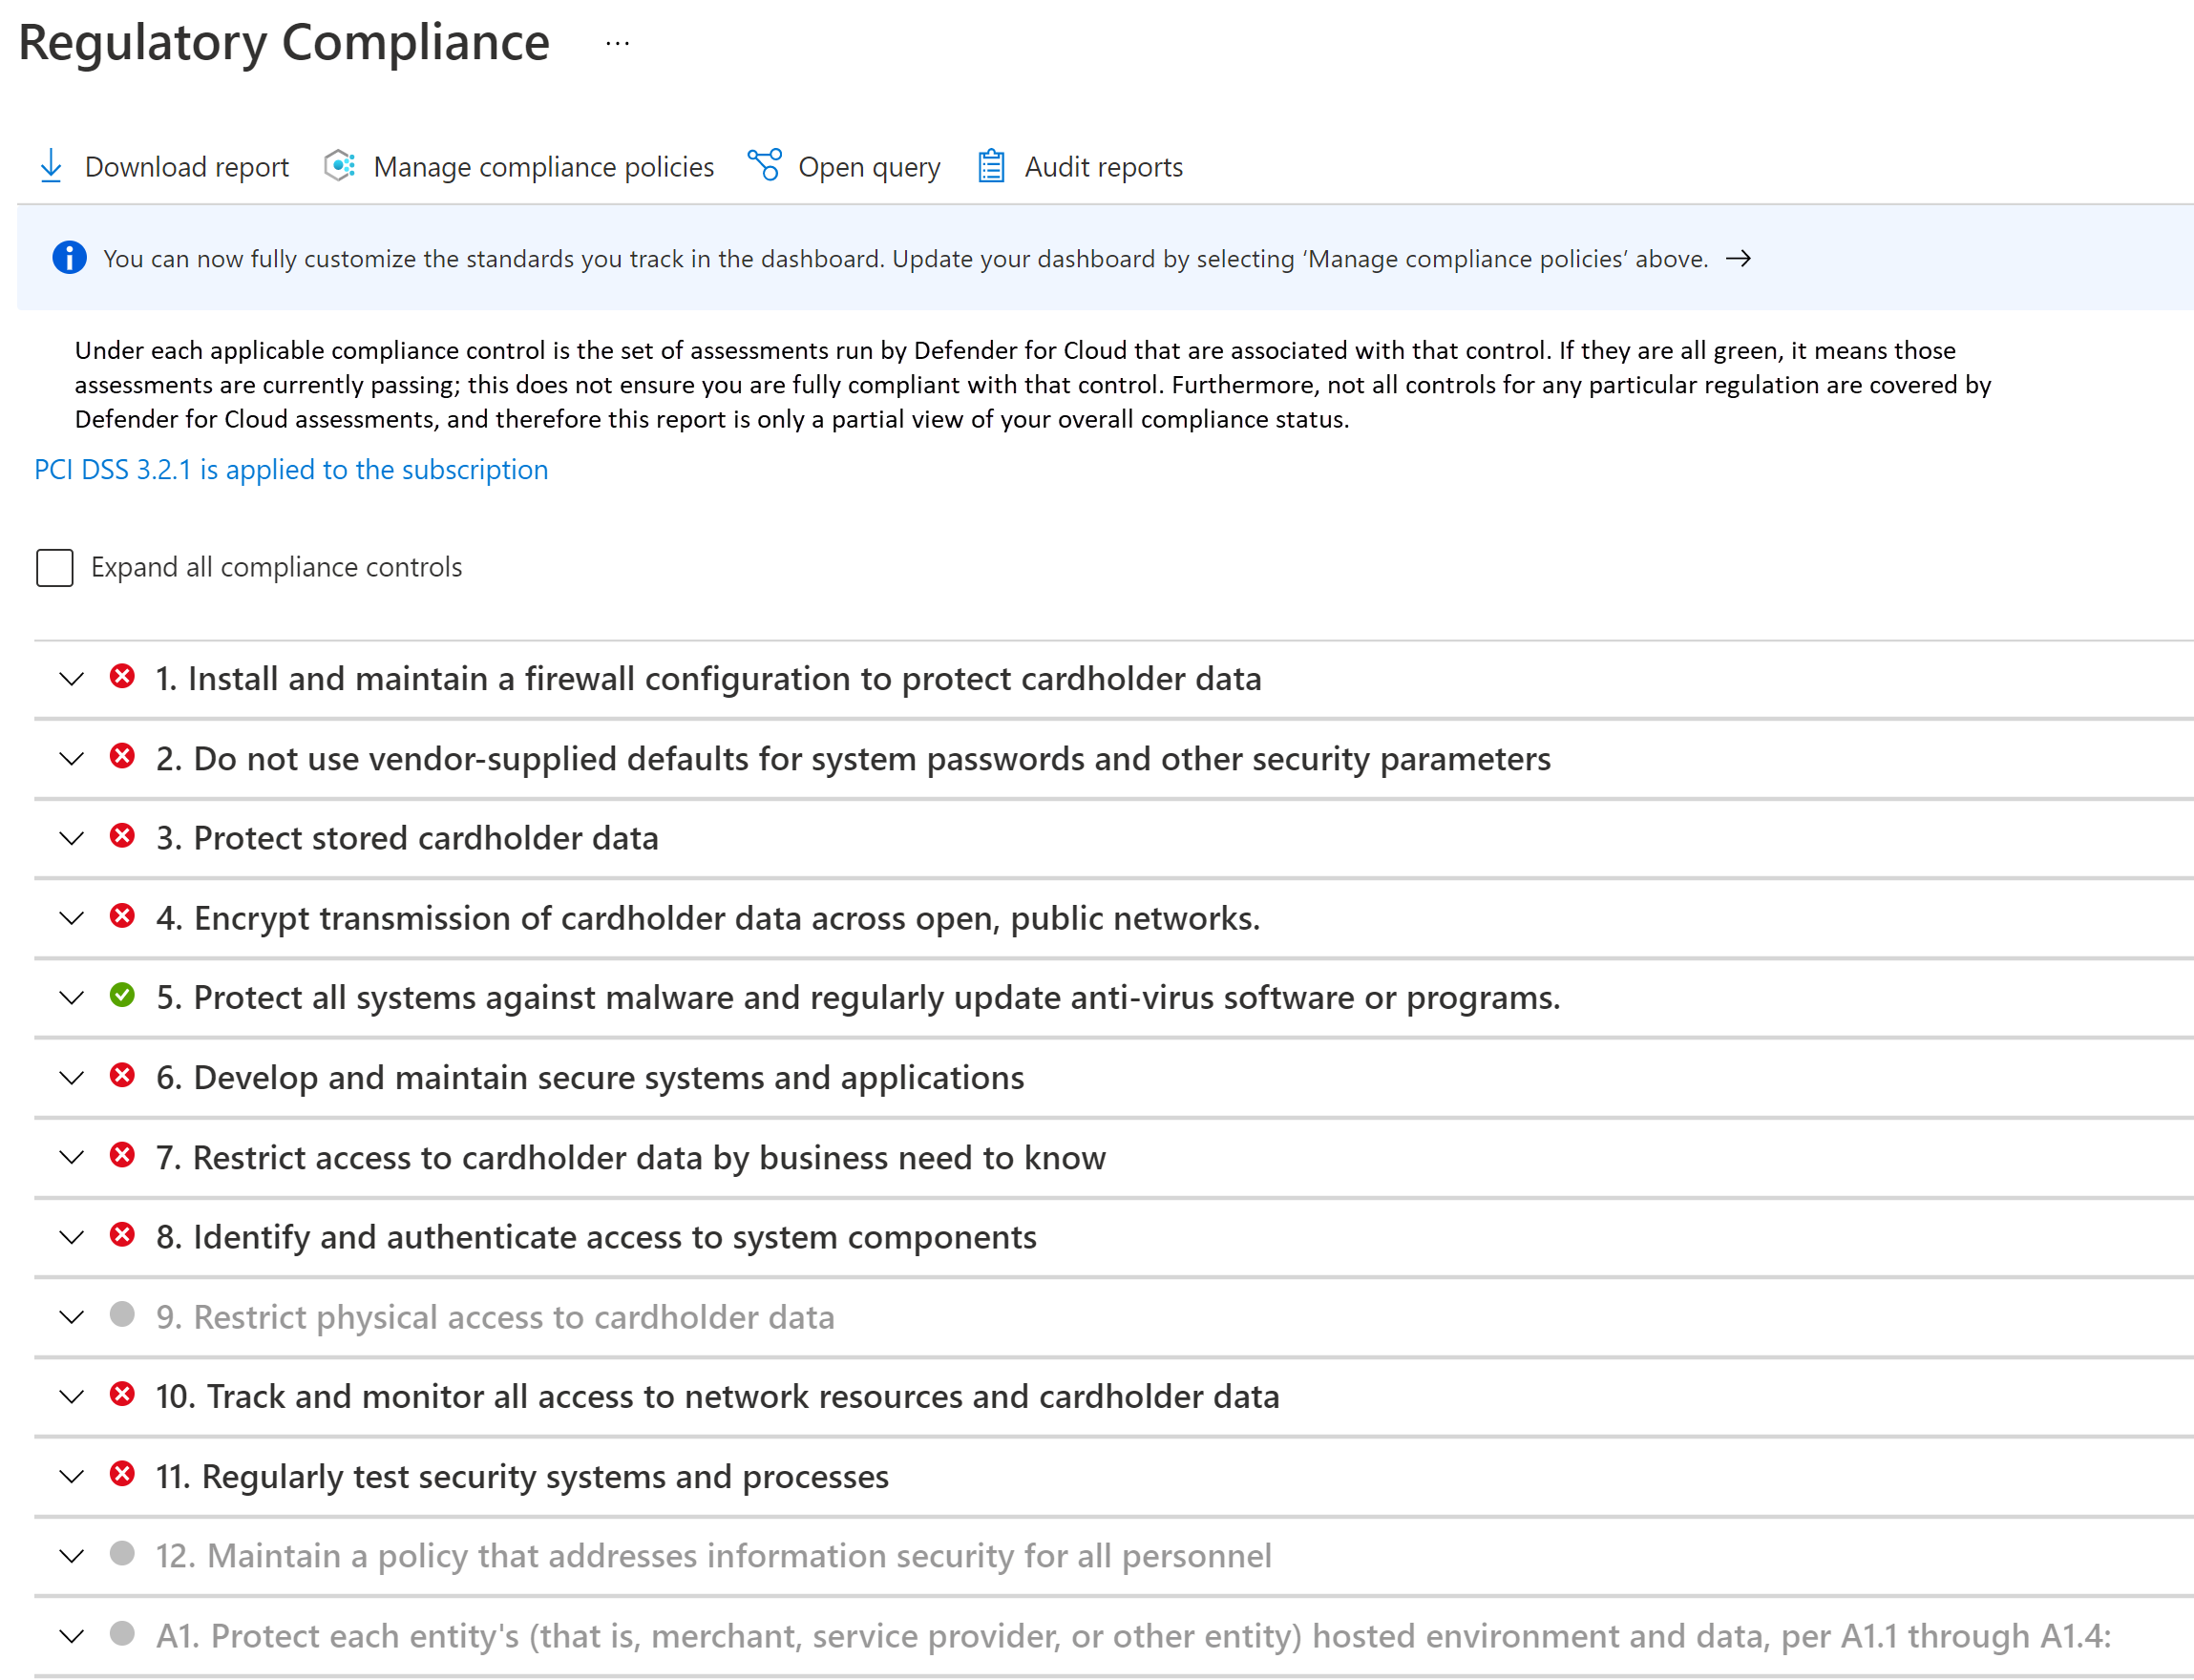 Regulatory Compliance ...
Download report Manage compliance policies Open query Audit reports
You can now fully customize the standards you track in the dashboard. Update your dashboard by selecting ‘Manage compliance policies’ above. →
Under each applicable compliance control is the set of assessments run by Defender for Cloud that are associated with that control. If they are all green, it means those
assessments are currently passing; this does not ensure you are fully compliant with that control. Furthermore, not all controls for any particular regulation are covered by
Defender for Cloud assessments, and therefore this report is only a partial view of your overall compliance status.
PCI DSS 3.2.1 is applied to the subscription
Expand all compliance controls
1. Install and maintain a firewall configuration to protect cardholder data
2. Do not use vendor-supplied defaults for system passwords and other security parameters
3. Protect stored cardholder data
4. Encrypt transmission of cardholder data across open, public networks.
5. Protect all systems against malware and regularly update anti-virus software or programs.
6. Develop and maintain secure systems and applications
7. Restrict access to cardholder data by business need to know
8. Identify and authenticate access to system components
9. Restrict physical access to cardholder data
10. Track and monitor all access to network resources and cardholder data
11. Regularly test security systems and processes
12. Maintain a policy that addresses information security for all personnel
A1. Protect each entity's (that is, merchant, service provider, or other entity) hosted environment and data, per A1.1 through A1.4: